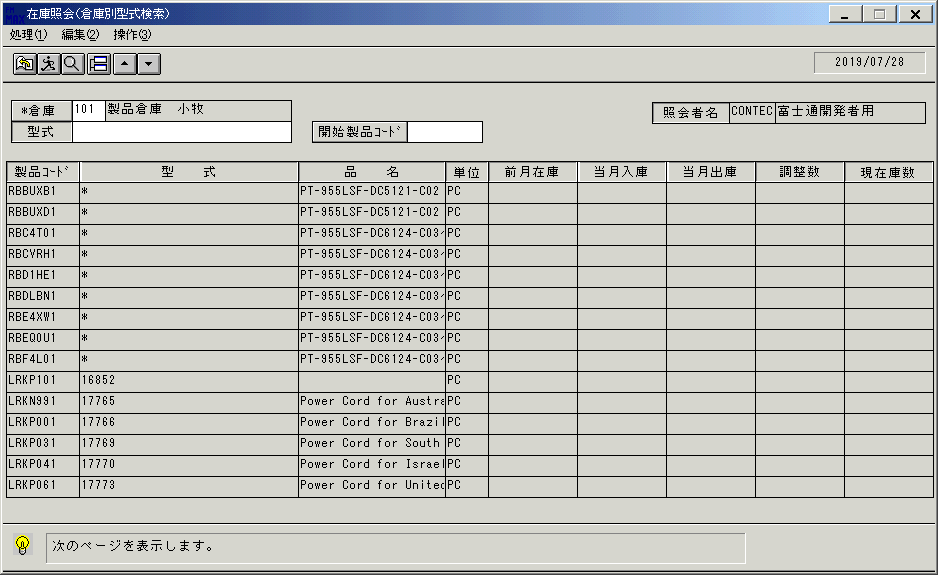 在庫照会(倉庫別型式検索)
処理(1) 編集(2) 操作(3)
2019/07/28
*倉庫 101 製品倉庫 小牧
照会者名 CONTEC 富士通開発者用
型式 開始製品ｺｰﾄﾞ
製品ｺｰﾄﾞ 型 式 品 名 単位 前月在庫 当月入庫 当月出庫 調整数 現在庫数
RBBUXB1 * PT-955LSF-DC5121-C02 PC
RBBUXD1 * PT-955LSF-DC5121-C02 PC
RBC4T01 * PT-955LSF-DC6124-C03 PC
RBCVRH1 * PT-955LSF-DC6124-C03 PC
RBD1HE1 * PT-955LSF-DC6124-C03 PC
RBDLBN1 * PT-955LSF-DC6124-C03 PC
RBE4XW1 * PT-955LSF-DC6124-C03 PC
RBEQ0U1 * PT-955LSF-DC6124-C03 PC
RBF4L01 * PT-955LSF-DC6124-C03 PC
LRKP101 16852 PC
LRKN991 17765 Power Cord for Austra PC
LRKP001 17766 Power Cord for Brazil PC
LRKP031 17769 Power Cord for South PC
LRKP041 17770 Power Cord for Israel PC
LRKP061 17773 Power Cord for United PC
次のページを表示します。